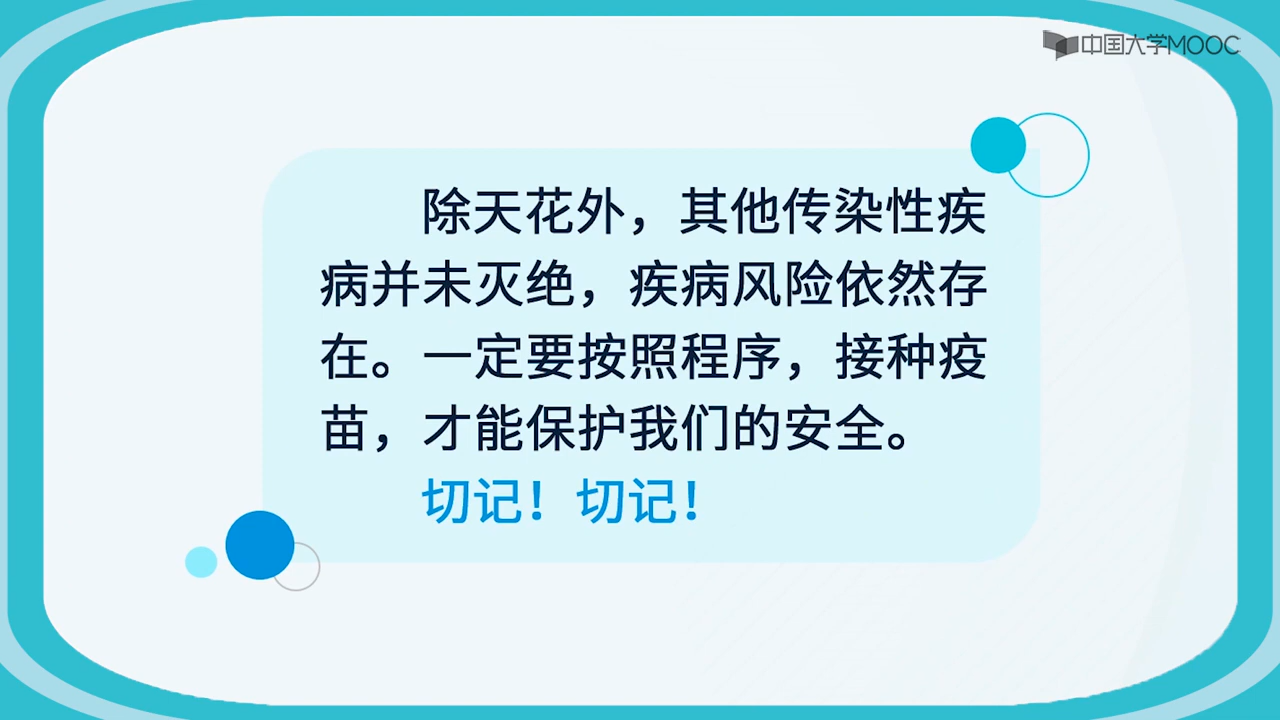 中国大学MOOC
除天花外，其他传染性疾
病并未灭绝，疾病风险依然存
在。一定要按照程序，接种疫
苗，才能保护我们的安全。
切记！切记！